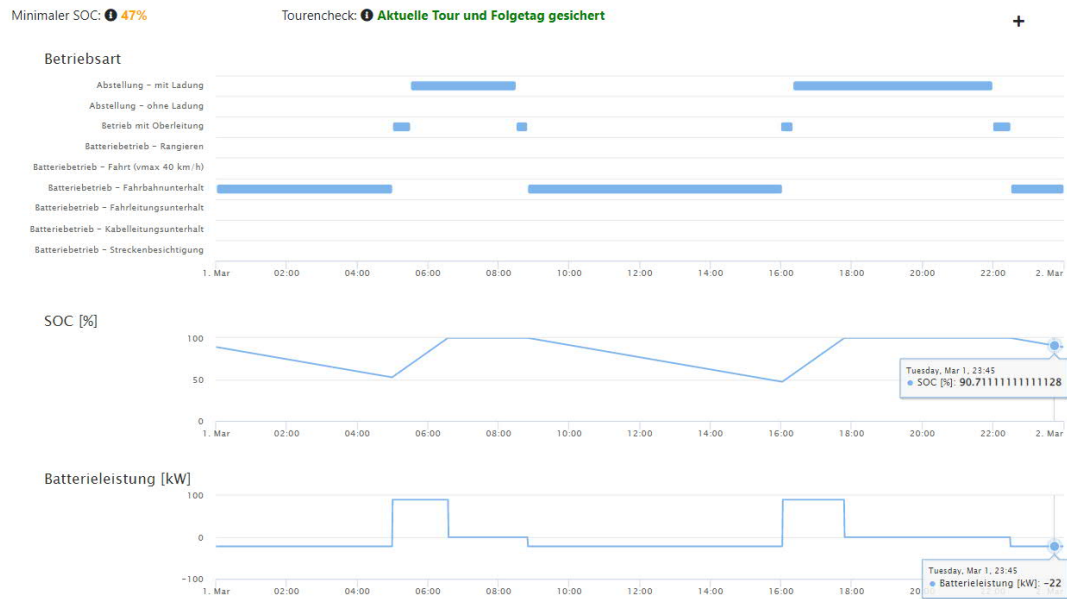 Minimaler SOC: 47%
Tourencheck: Aktuelle Tour und Folgetag gesichert
+
Betriebsart
Abstellung - mit Ladung
Abstellung - ohne Ladung
Betrieb mit Oberleitung
Batteriebetrieb - Rangieren
Batteriebetrieb - Fahrt (vmax 40 km/h)
Batteriebetrieb - Fahrbahnunterhalt
Batteriebetrieb - Fahrleitungsunterhalt
Batteriebetrieb - Kabelleitungsunterhalt
Batteriebetrieb - Streckenbesichtigung
1. Mar 02:00 04:00 06:00 08:00 10:00 12:00 14:00 16:00 18:00 20:00 22:00 2. Mar
SOC [%]
100
50
0
Tuesday, Mar 1, 23:45
SOC [%]: 90.71111111111128
1. Mar 02:00 04:00 06:00 08:00 10:00 12:00 14:00 16:00 18:00 20:00 22:00 2. Mar
Batterieleistung [kW]
100
0
-100
Tuesday, Mar 1, 23:45
Batterieleistung [kW]: -22
1. Mar 02:00 04:00 06:00 08:00 10:00 12:00 14:00 16:00 18:00 20 22:00 2. Mar